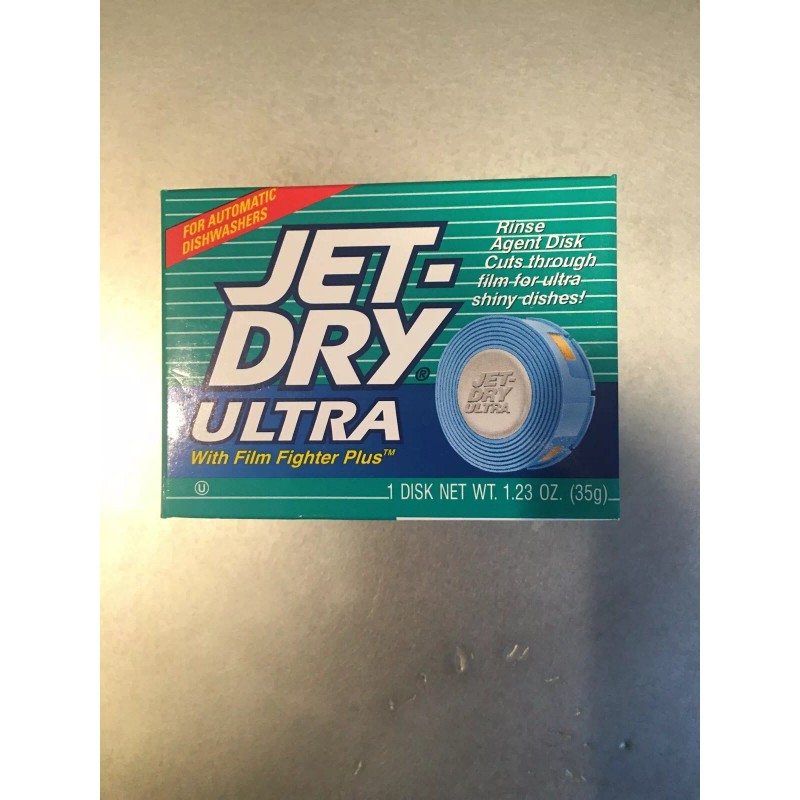 FOR AUTOMATIC
DISHWASHERS
JET-
DRY®
ULTRA
With Film Fighter Plus™
Rinse
Agent Disk
Cuts through
film for ultra
shiny dishes!
JET-
DRY
ULTRA
U
1 DISK NET WT. 1.23 OZ. (35g)